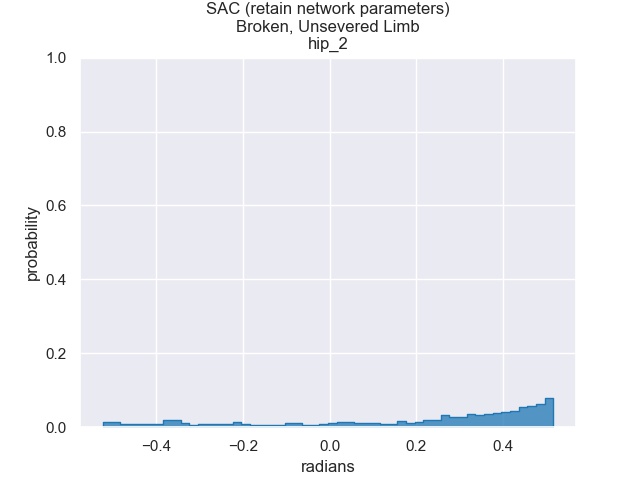 SAC (retain network parameters)
Broken, Unsevered Limb
hip_2
1.0
0.8
0.6
0.4
0.2
0.0
probability
−0.4 −0.2 0.0 0.2 0.4
radians